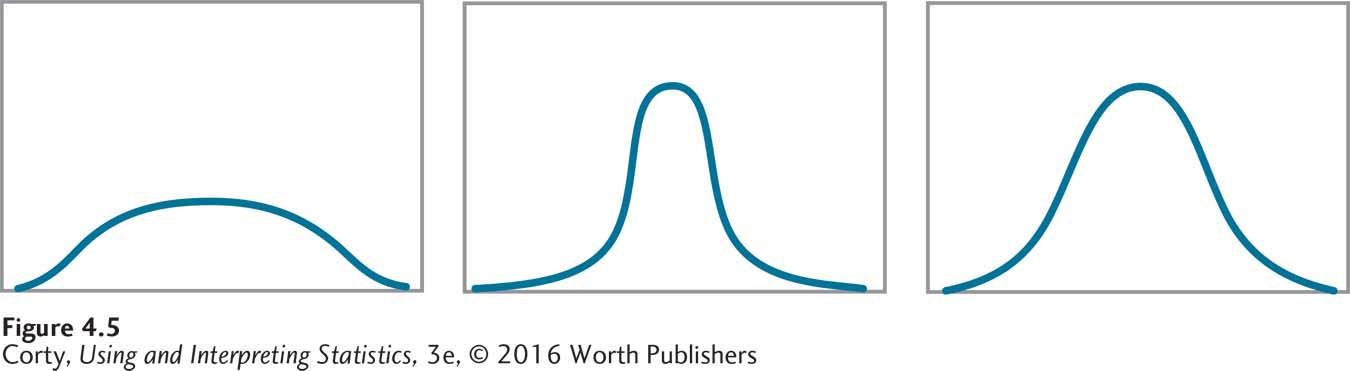 Figure 4.5
Corty, Using and Interpreting Statistics, 3e, © 2016 Worth Publishers